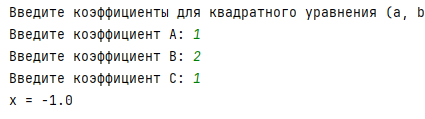 Введите коэффициенты для квадратного уравнения (a, b
Введите коэффициент A: 1
Введите коэффициент B: 2
Введите коэффициент C: 1
x = -1.0